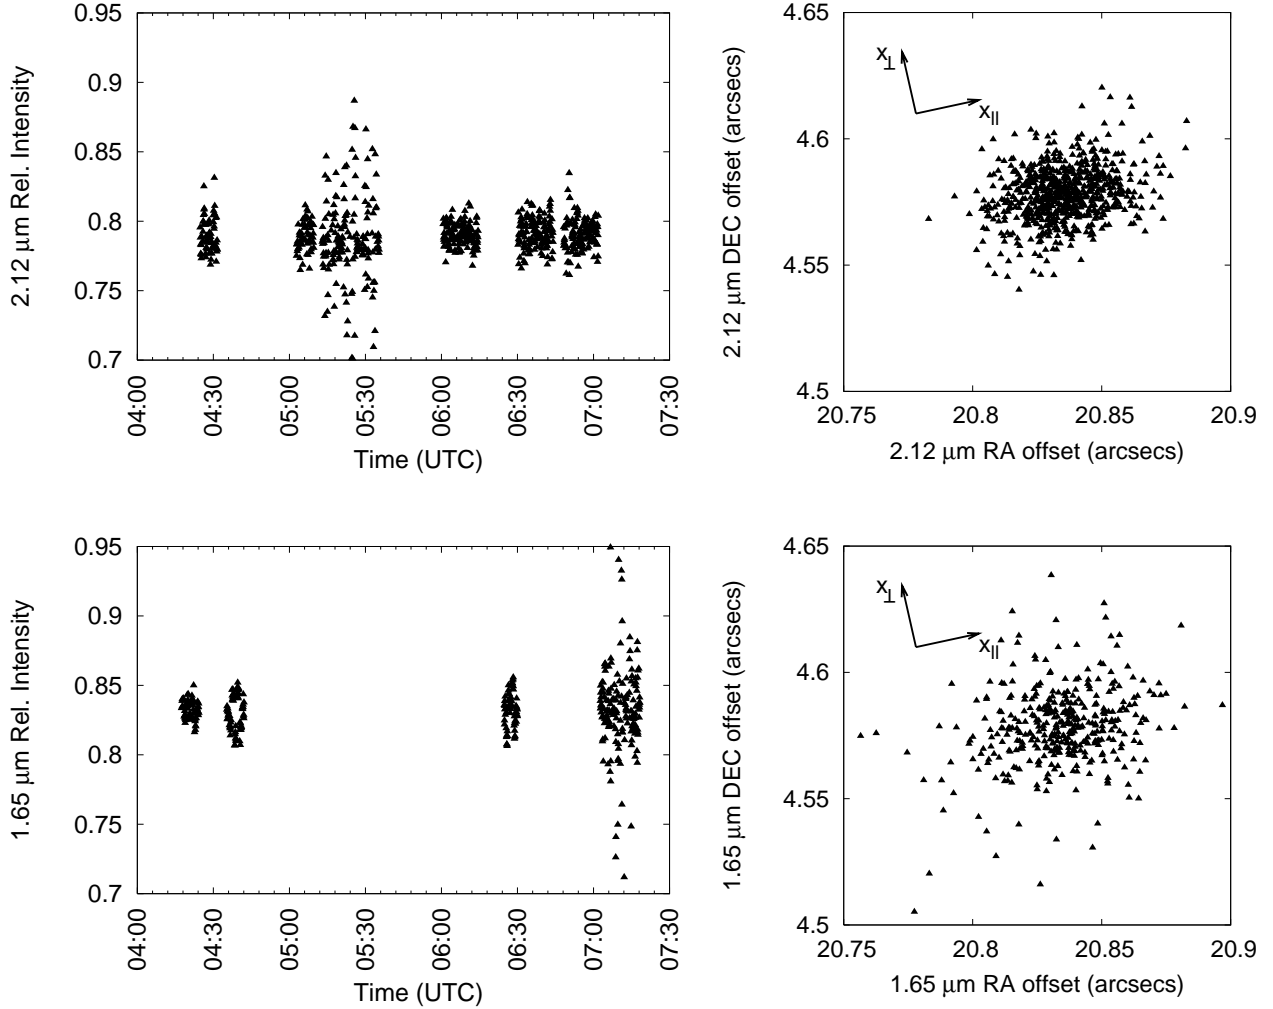 0.95
0.9
0.85
0.8
0.75
0.7
2.12 μm Rel. Intensity
04:00 04:30 05:00 05:30 06:00 06:30 07:00 07:30
Time (UTC)
4.65
4.6
4.55
4.5
2.12 μm DEC offset (arcsecs)
x⊥
x||
20.75 20.8 20.85 20.9
2.12 μm RA offset (arcsecs)
0.95
0.9
0.85
0.8
0.75
0.7
1.65 μm Rel. Intensity
04:00 04:30 05:00 05:30 06:00 06:30 07:00 07:30
Time (UTC)
4.65
4.6
4.55
4.5
1.65 μm DEC offset (arcsecs)
x⊥
x||
20.75 20.8 20.85 20.9
1.65 μm RA offset (arcsecs)